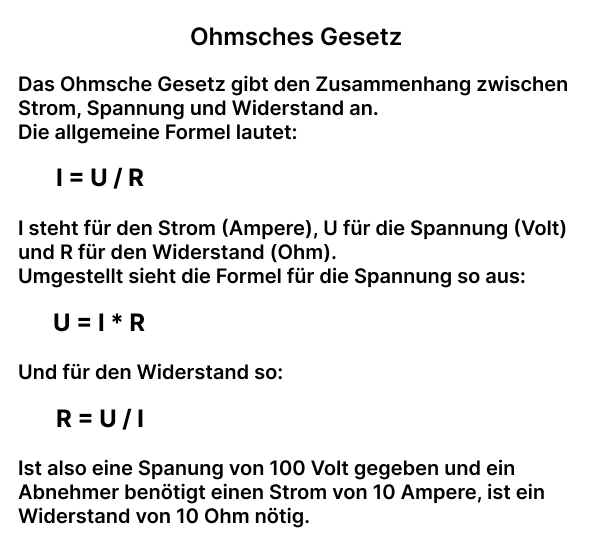 Ohmsches Gesetz
Das Ohmsche Gesetz gibt den Zusammenhang zwischen
Strom, Spannung und Widerstand an.
Die allgemeine Formel lautet:
I = U / R
I steht für den Strom (Ampere), U für die Spannung (Volt)
und R für den Widerstand (Ohm).
Umgestellt sieht die Formel für die Spannung so aus:
U = I * R
Und für den Widerstand so:
R = U / I
Ist also eine Spanung von 100 Volt gegeben und ein
Abnehmer benötigt einen Strom von 10 Ampere, ist ein
Widerstand von 10 Ohm nötig.